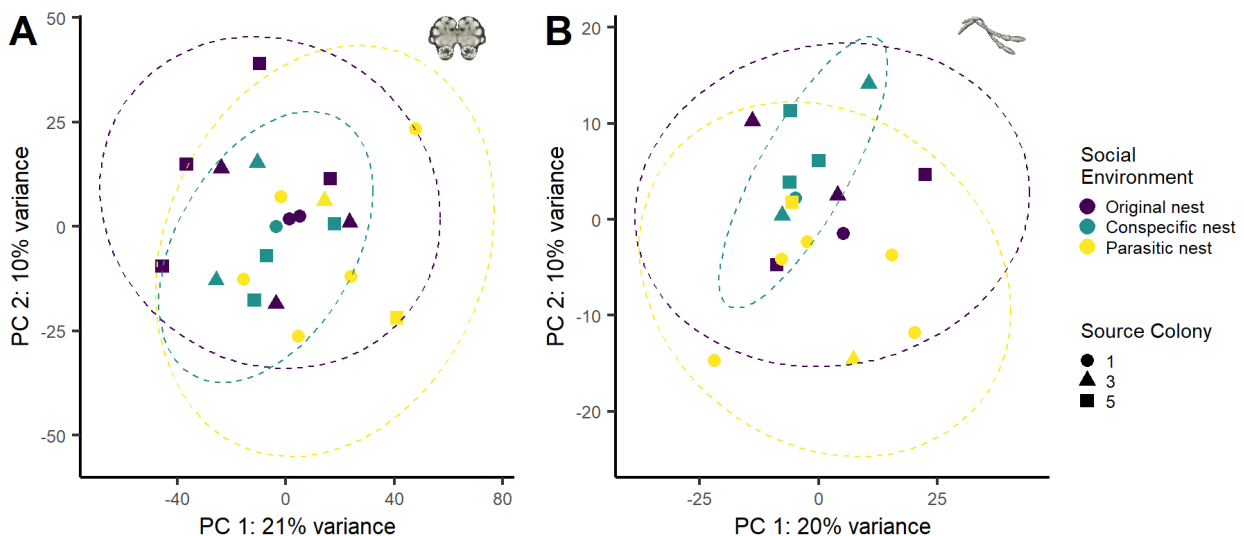 A
50
25
0
-25
-50
PC 2: 10% variance
-40
0
40
80
PC 1: 21% variance
B
20
10
0
-10
-20
PC 2: 10% variance
-25
0
25
PC 1: 20% variance
Social
Environment
Original nest
Conspecific nest
Parasitic nest
Source Colony
1
3
5